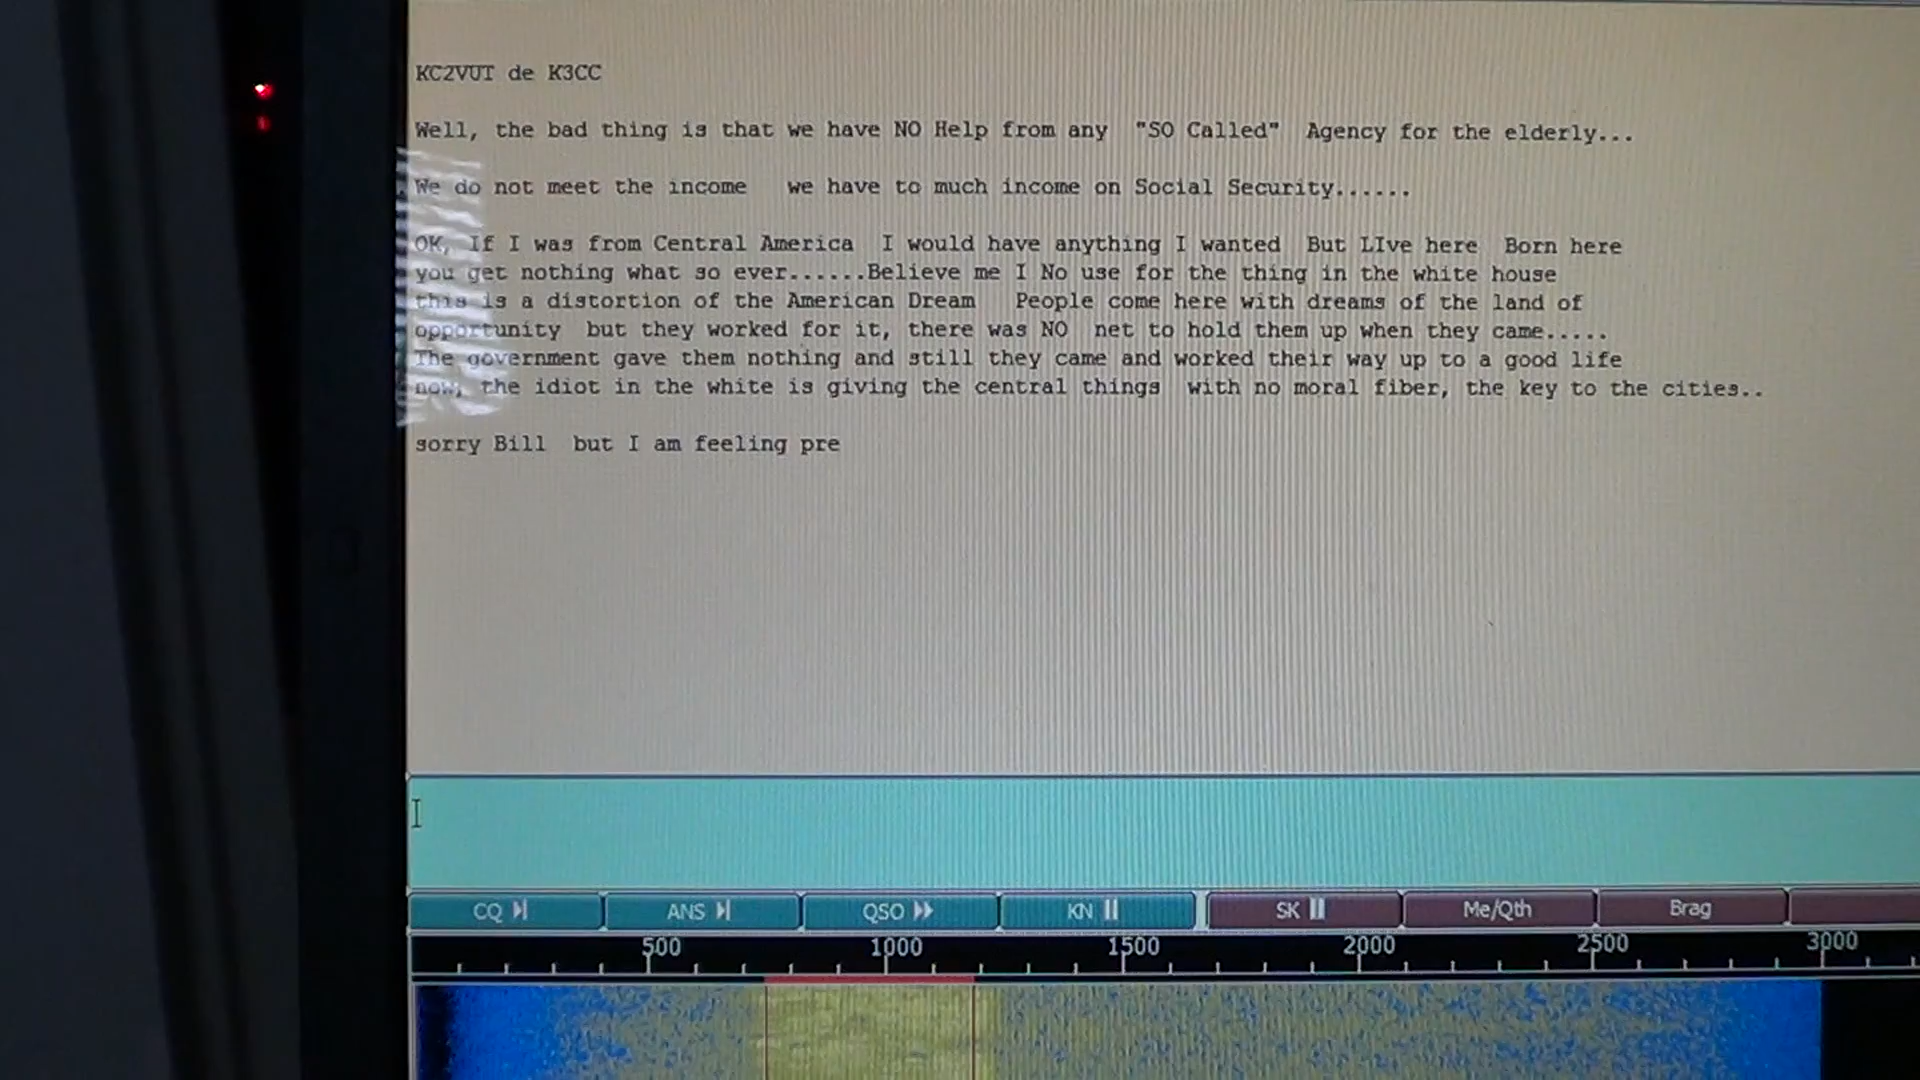 KC2VUT de K3CC
Well, the bad thing is that we have NO Help from any "SO Called" Agency for the elderly...
We do not meet the income we have to much income on Social Security......
OK, If I was from Central America I would have anything I wanted But LIve here Born here
you get nothing what so ever......Believe me I No use for the thing in the white house
this is a distortion of the American Dream People come here with dreams of the land of
opportunity but they worked for it, there was NO net to hold them up when they came.....
The government gave them nothing and still they came and worked their way up to a good life
now, the idiot in the white is giving the central things with no moral fiber, the key to the cities..
sorry Bill but I am feeling pre
CQ ANS QSO KN SK Me/Qth Brag
500 1000 1500 2000 2500 3000